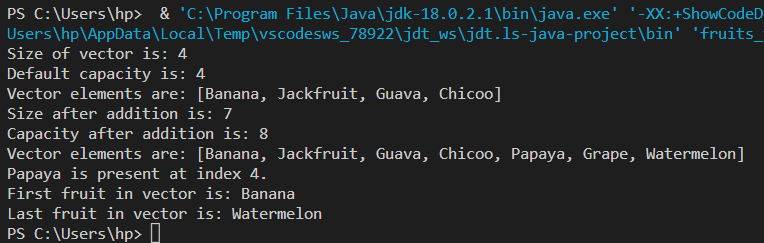 PS C:\Users\hp>  & 'C:\Program Files\Java\jdk-18.0.2.1\bin\java.exe' '-XX:+ShowCodeD
Users\hp\AppData\Local\Temp\vscodesws_78922\jdt_ws\jdt.ls-java-project\bin' 'fruits_
Size of vector is: 4
Default capacity is: 4
Vector elements are: [Banana, Jackfruit, Guava, Chicoo]
Size after addition is: 7
Capacity after addition is: 8
Vector elements are: [Banana, Jackfruit, Guava, Chicoo, Papaya, Grape, Watermelon]
Papaya is present at index 4.
First fruit in vector is: Banana
Last fruit in vector is: Watermelon
PS C:\Users\hp>